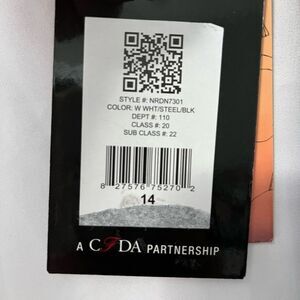 STYLE #: NRDN7301
COLOR: W WHT/STEEL/BLK
DEPT #: 110
CLASS #: 20
SUB CLASS #: 22
8 27576 75270 2
14
A CFDA PARTNERSHIP